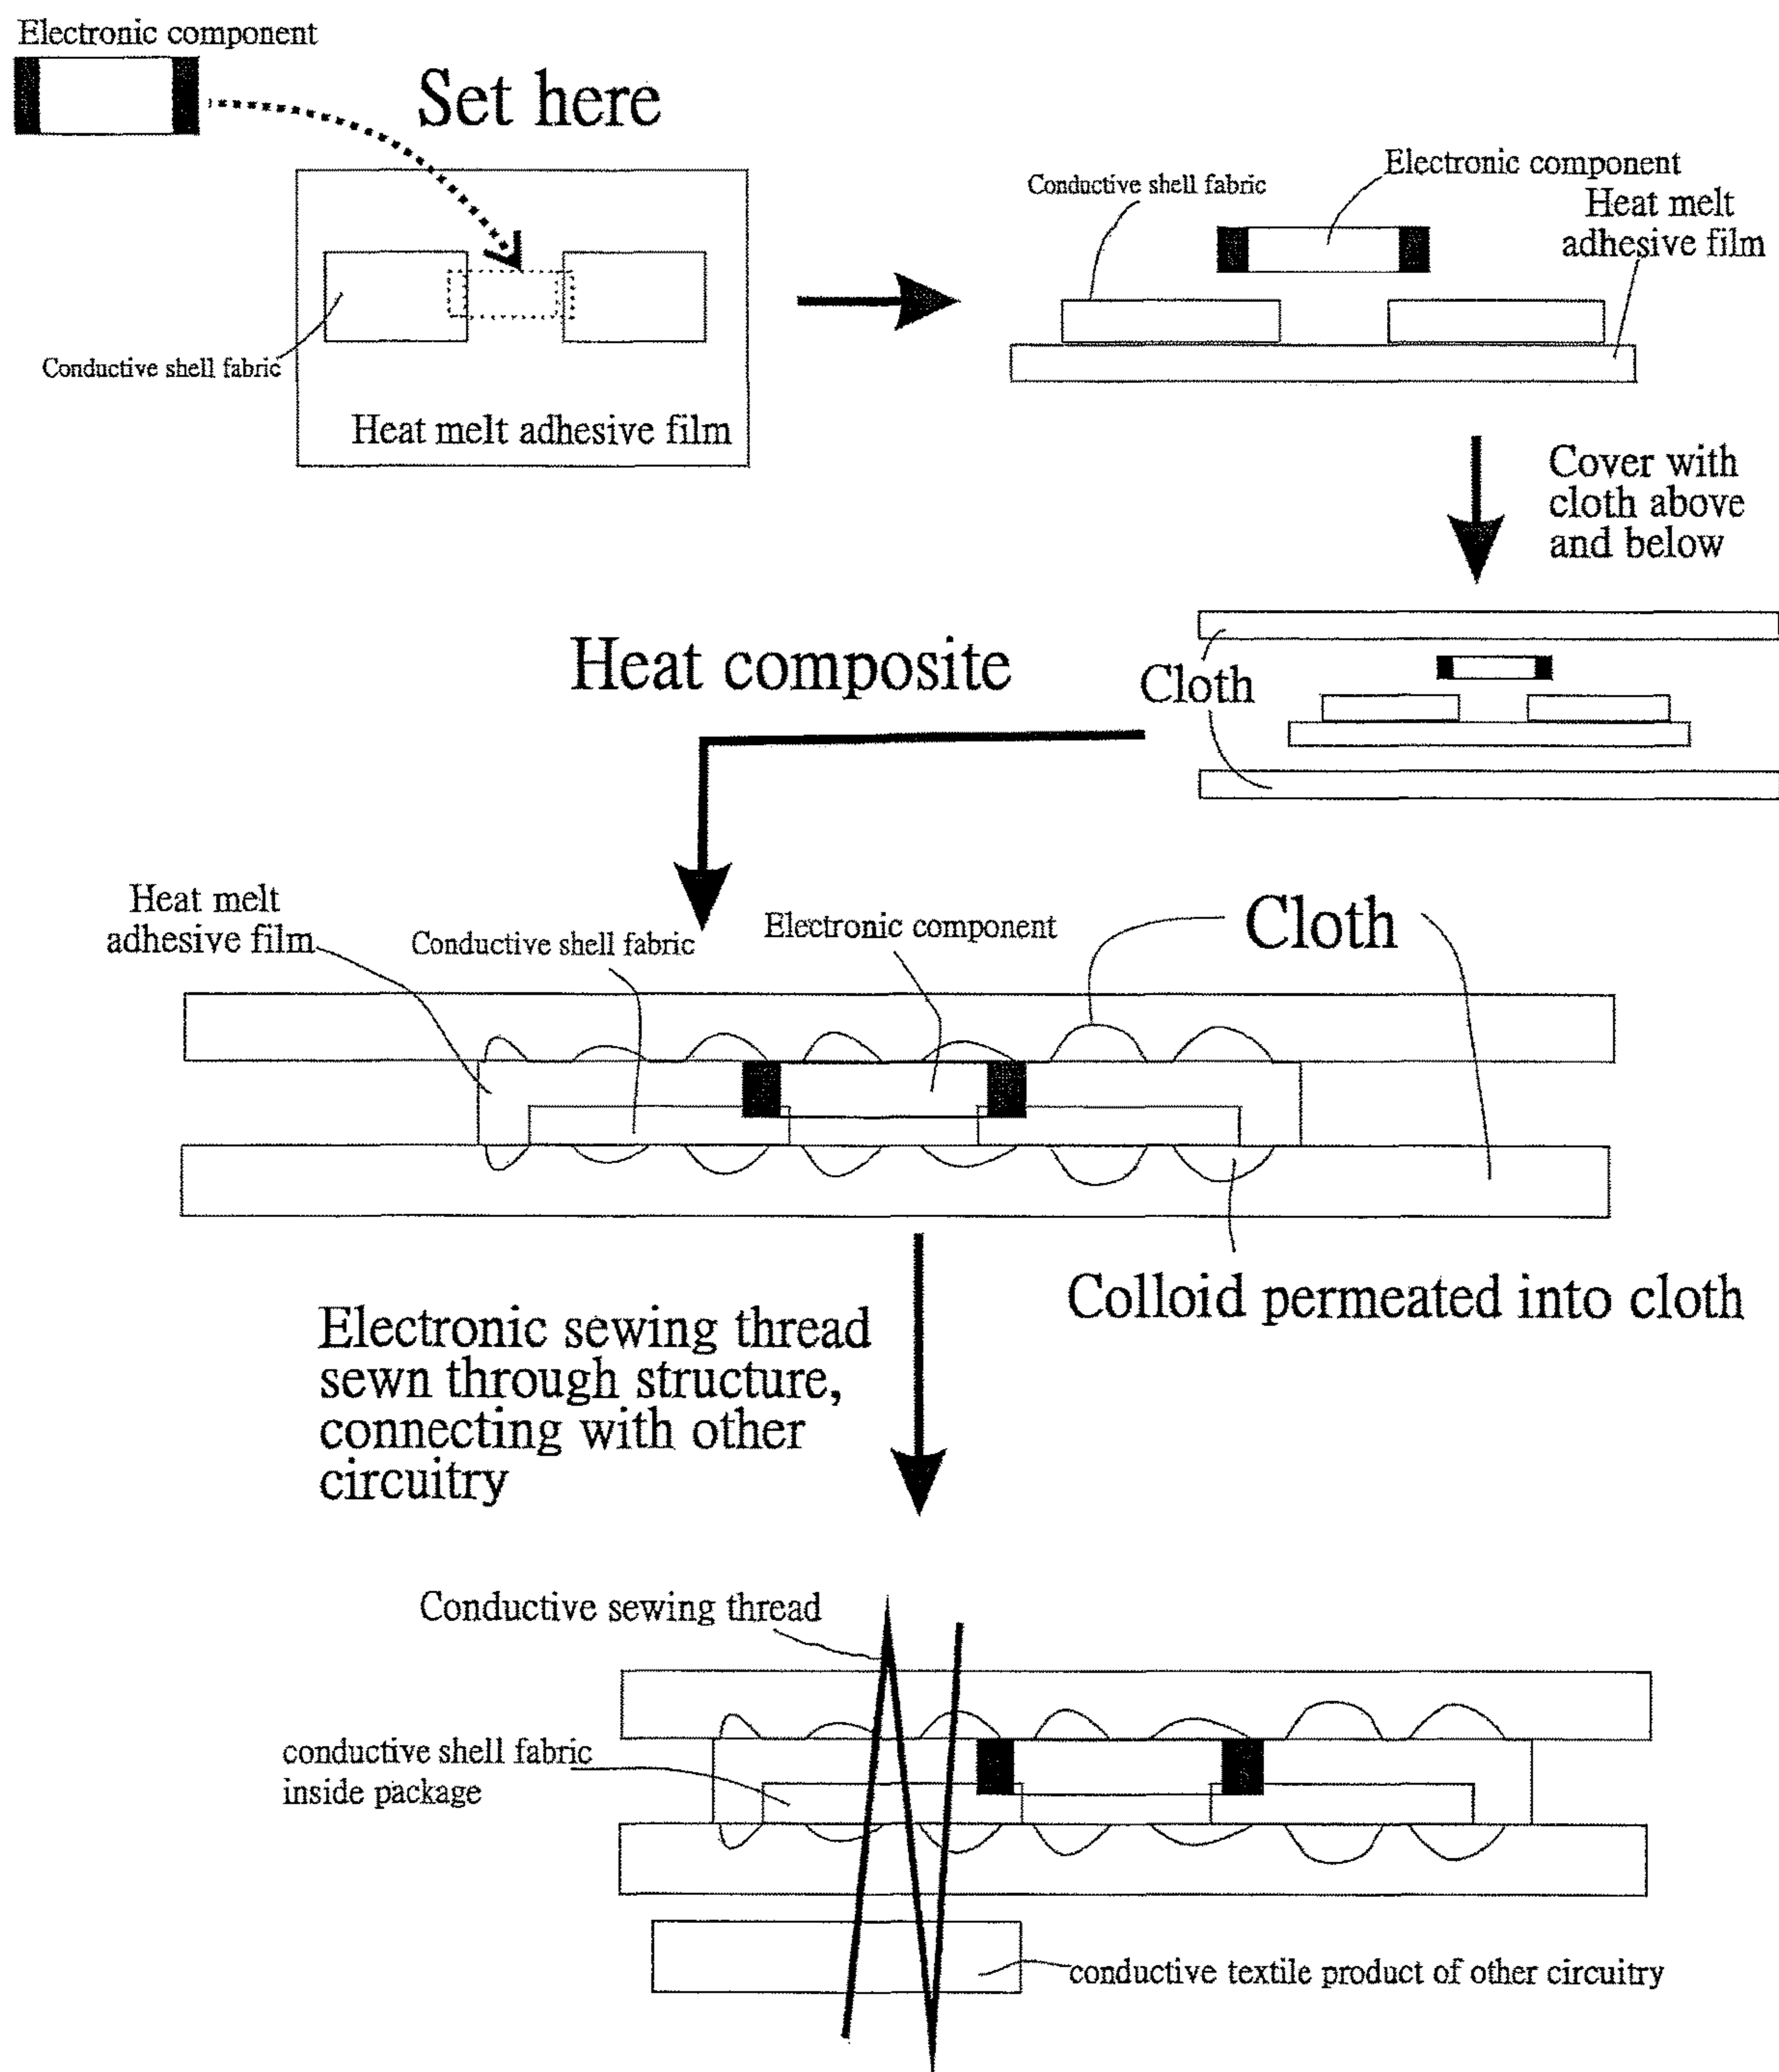 Electronic component
Set here
Conductive shell fabric
Heat melt adhesive film
Conductive shell fabric
Electronic component
Heat melt
adhesive film
Cover with
cloth above
and below
Cloth
Heat composite
Heat melt
adhesive film
Conductive shell fabric
Electronic component
Cloth
Colloid permeated into cloth
Electronic sewing thread
sewn through structure,
connecting with other
circuitry
Conductive sewing thread
conductive shell fabric
inside package
conductive textile product of other circuitry